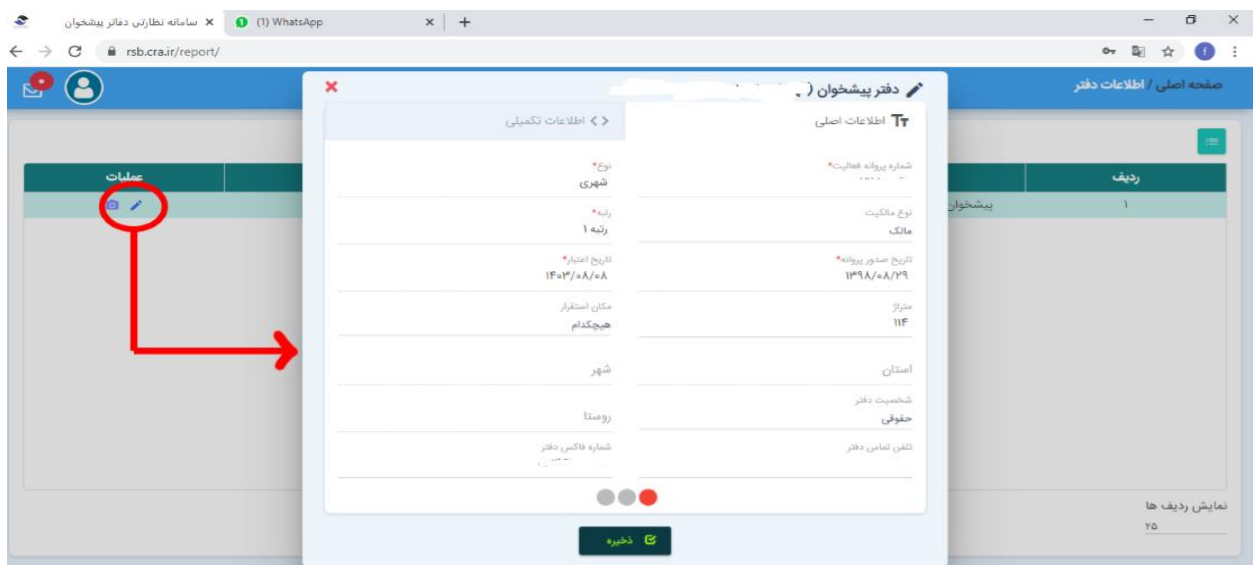 سامانه نظارتی دفاتر پیشخوان
(1) WhatsApp
rsb.cra.ir/report/
صفحه اصلی / اطلاعات دفتر
دفتر پیشخوان (
اطلاعات اصلی
اطلاعات تکمیلی
ردیف
عملیات
۱
پیشخوان
شماره پروانه فعالیت*
نوع*
شهری
نوع مالکیت
مالک
رتبه*
رتبه ۱
تاریخ صدور پروانه*
۱۳۹۸/۰۸/۲۹
تاریخ اعتبار*
۱۴۰۳/۰۸/۰۸
متراژ
۱۱۴
مکان استقرار
هیچکدام
استان
شهر
شخصیت دفتر
حقوقی
روستا
تلفن تماس دفتر
شماره فاکس دفتر
ذخیره
نمایش ردیف ها
۲۵